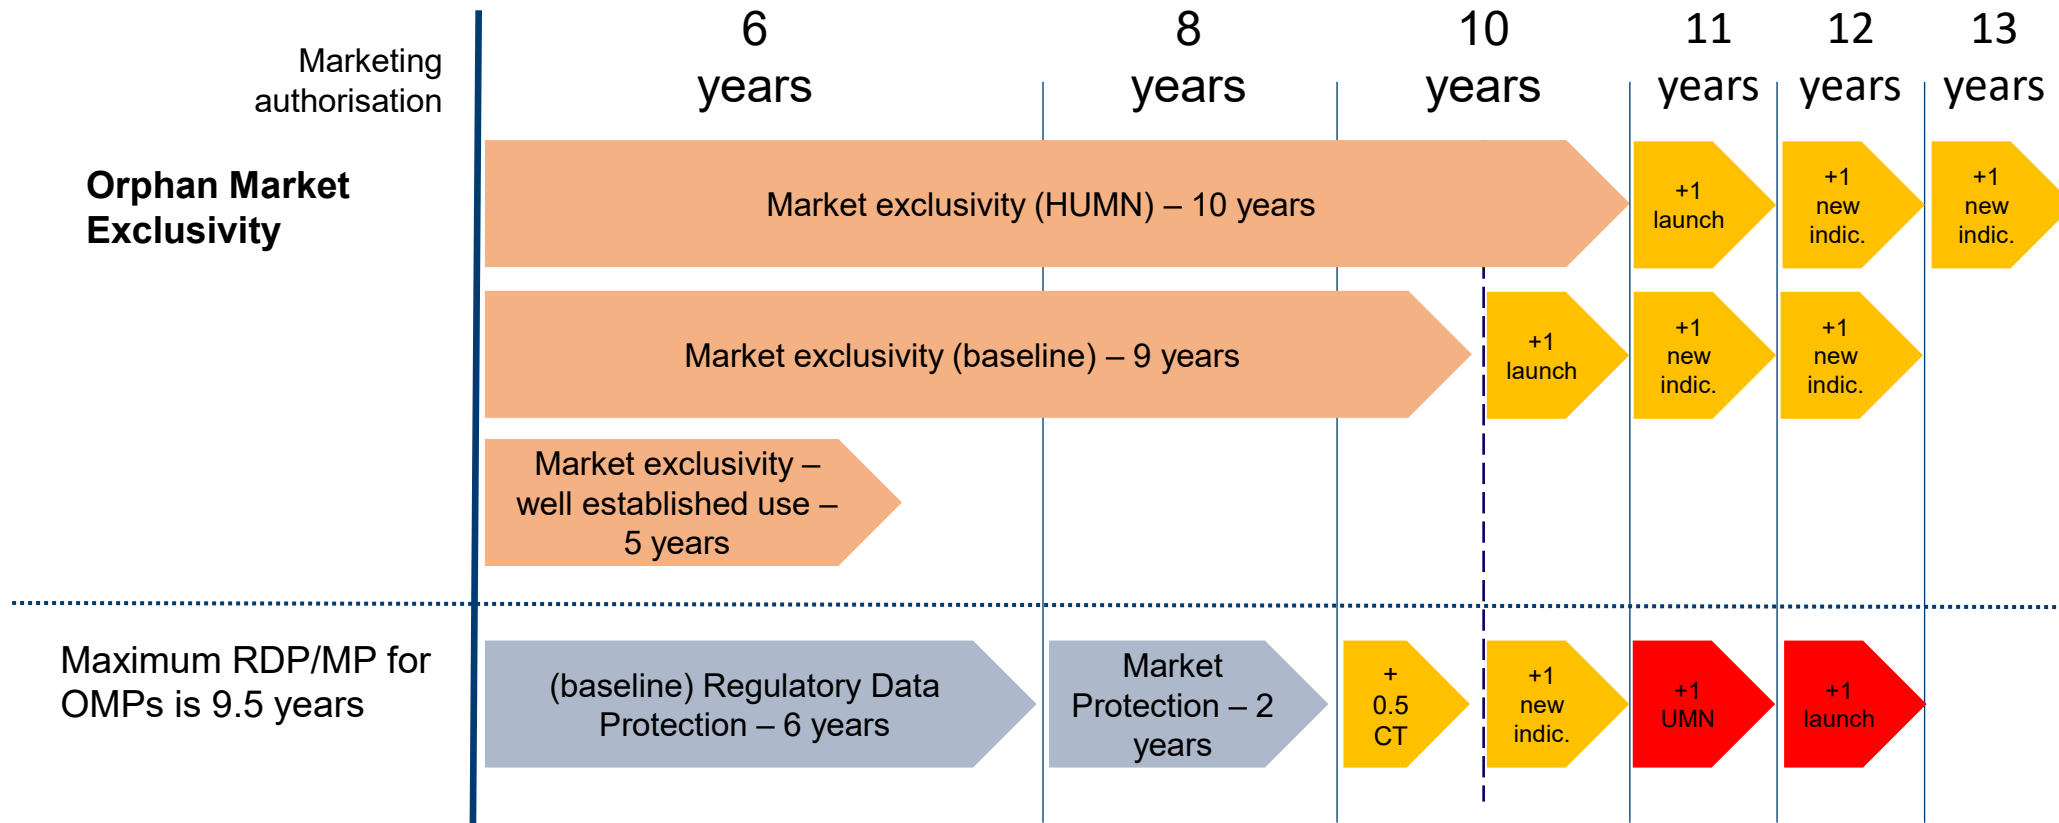 6
years
8
years
10
years
11
years
12
years
13
years
Marketing
authorisation
Orphan Market
Exclusivity
Market exclusivity (HUMN) – 10 years
+1
launch
+1
new
indic.
+1
new
indic.
Market exclusivity (baseline) – 9 years
+1
launch
+1
new
indic.
+1
new
indic.
Market exclusivity –
well established use –
5 years
Maximum RDP/MP for
OMPs is 9.5 years
(baseline) Regulatory Data
Protection – 6 years
Market
Protection – 2
years
+
0.5
CT
+1
new
indic.
+1
UMN
+1
launch